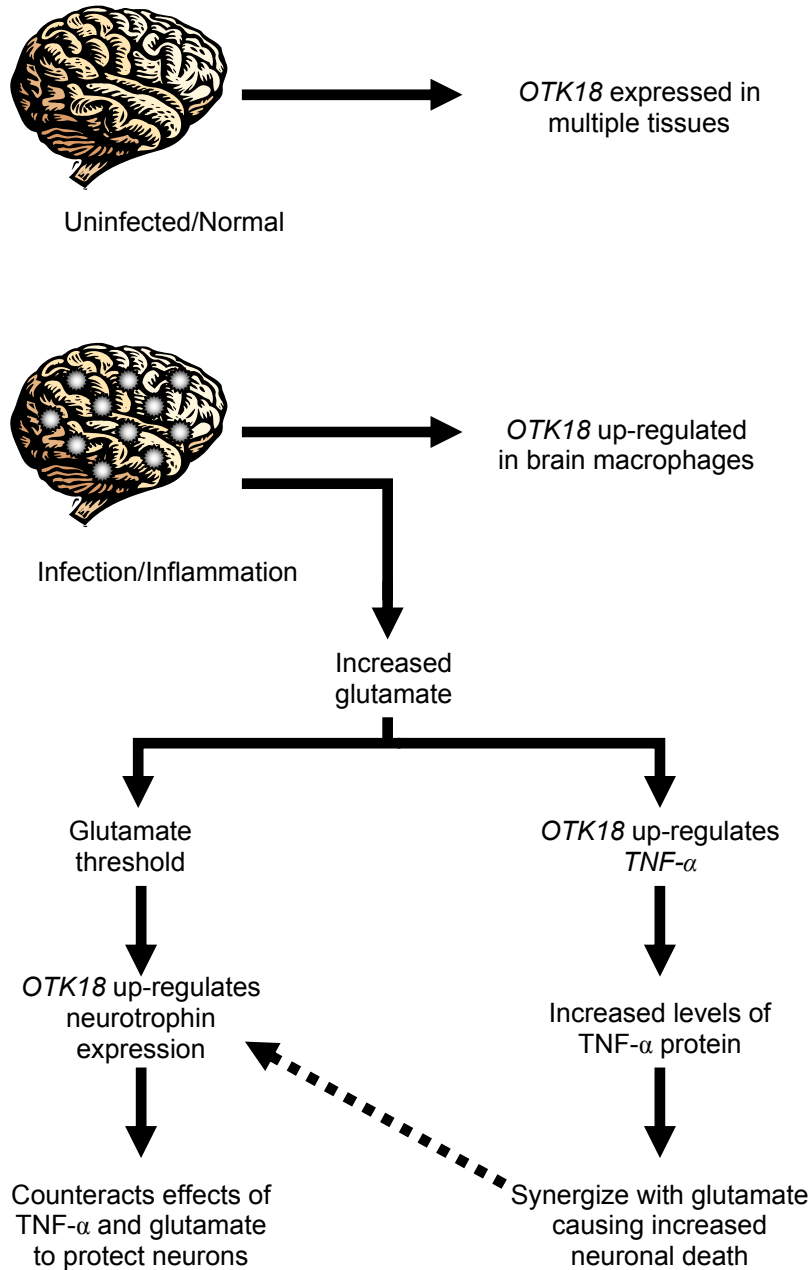 OTK18 expressed in
multiple tissues
Uninfected/Normal
OTK18 up-regulated
in brain macrophages
Infection/Inflammation
Increased
glutamate
Glutamate
threshold
OTK18 up-regulates
TNF-α
OTK18 up-regulates
neurotrophin
expression
Increased levels of
TNF-α protein
Counteracts effects of
TNF-α and glutamate
to protect neurons
Synergize with glutamate
causing increased
neuronal death